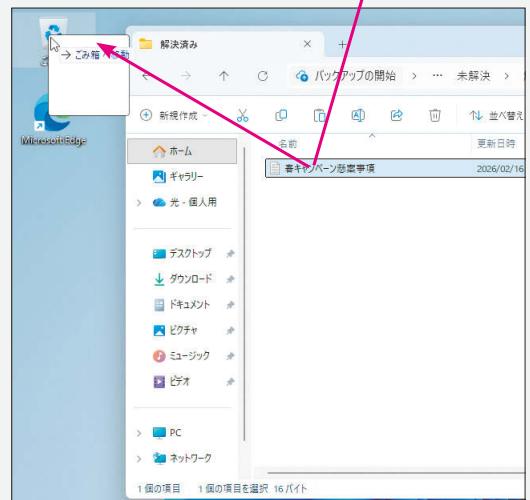 解決済み
→ごみ箱へ移動
バックアップの開始 > … 未解決 >
新規作成
並べ替え
Microsoft Edge
名前
更新日時
ホーム
春キャンペーン懸案事項
2026/02/16
ギャラリー
光 - 個人用
デスクトップ
ダウンロード
ドキュメント
ピクチャ
ミュージック
ビデオ
PC
ネットワーク
1 個の項目 1 個の項目を選択 16 バイト